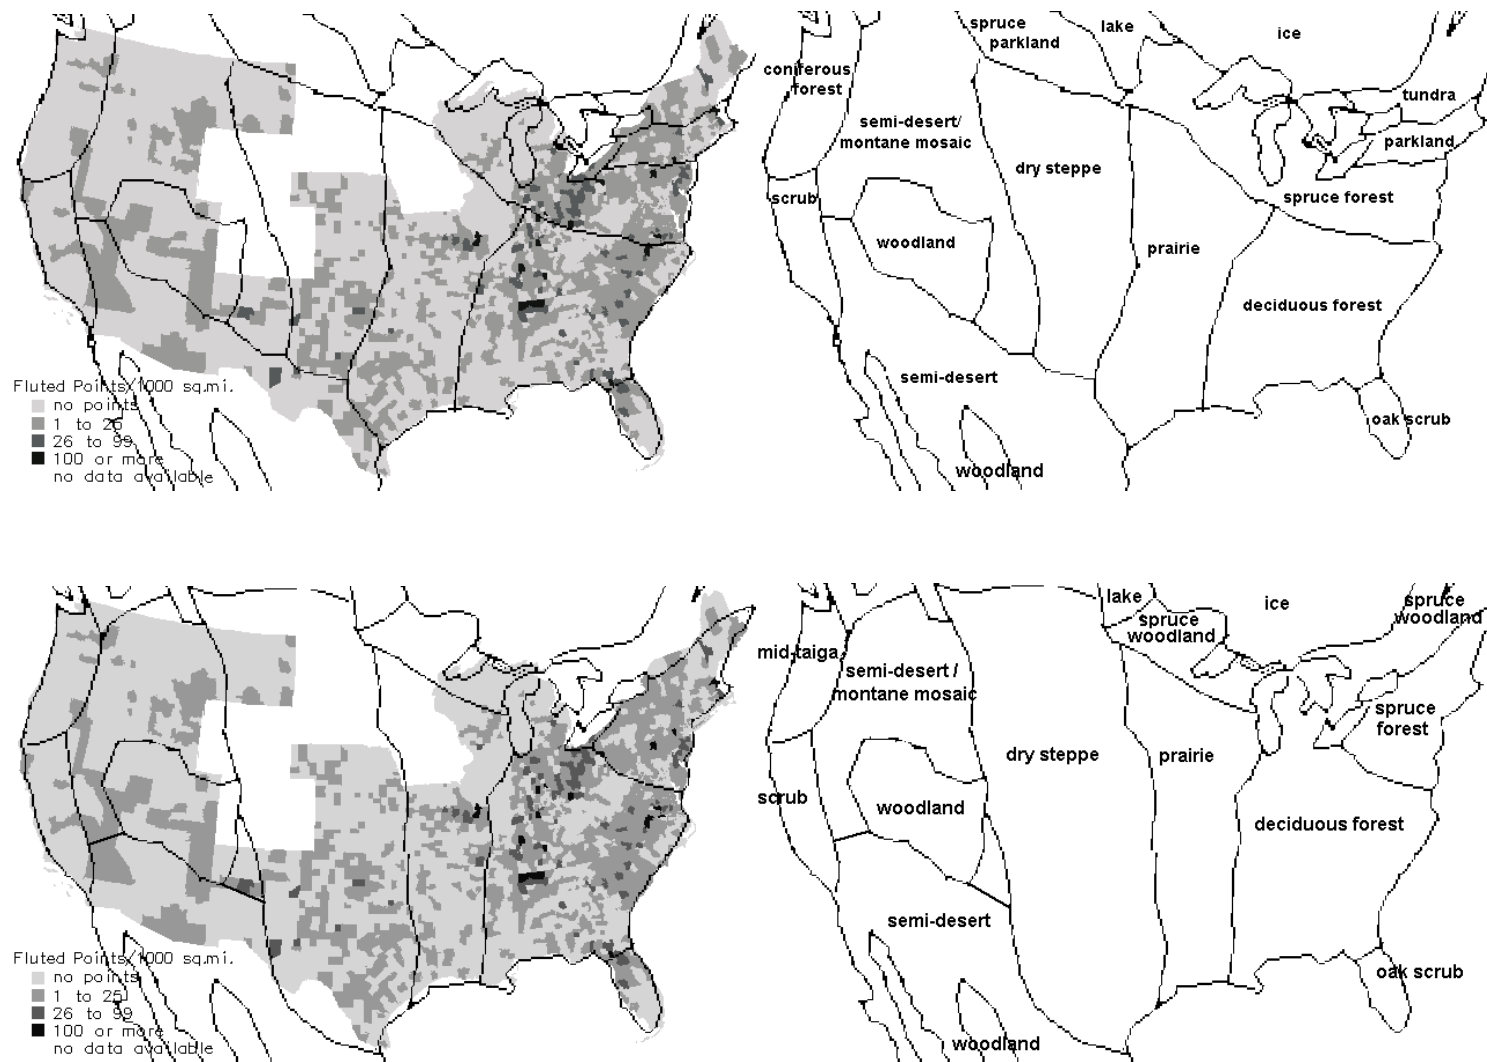 spruce
parkland
lake
ice
coniferous
forest
tundra
semi-desert/
montane mosaic
parkland
dry steppe
scrub
spruce forest
woodland
prairie
deciduous forest
semi-desert
oak scrub
woodland
Fluted Points/1000 sq.mi.
no points
1 to 25
26 to 99
100 or more
no data available
lake
ice
spruce
woodland
spruce
woodland
mid-taiga
semi-desert /
montane mosaic
spruce
forest
dry steppe
prairie
scrub
woodland
deciduous forest
semi-desert
oak scrub
woodland
Fluted Points/1000 sq.mi.
no points
1 to 25
26 to 99
100 or more
no data available